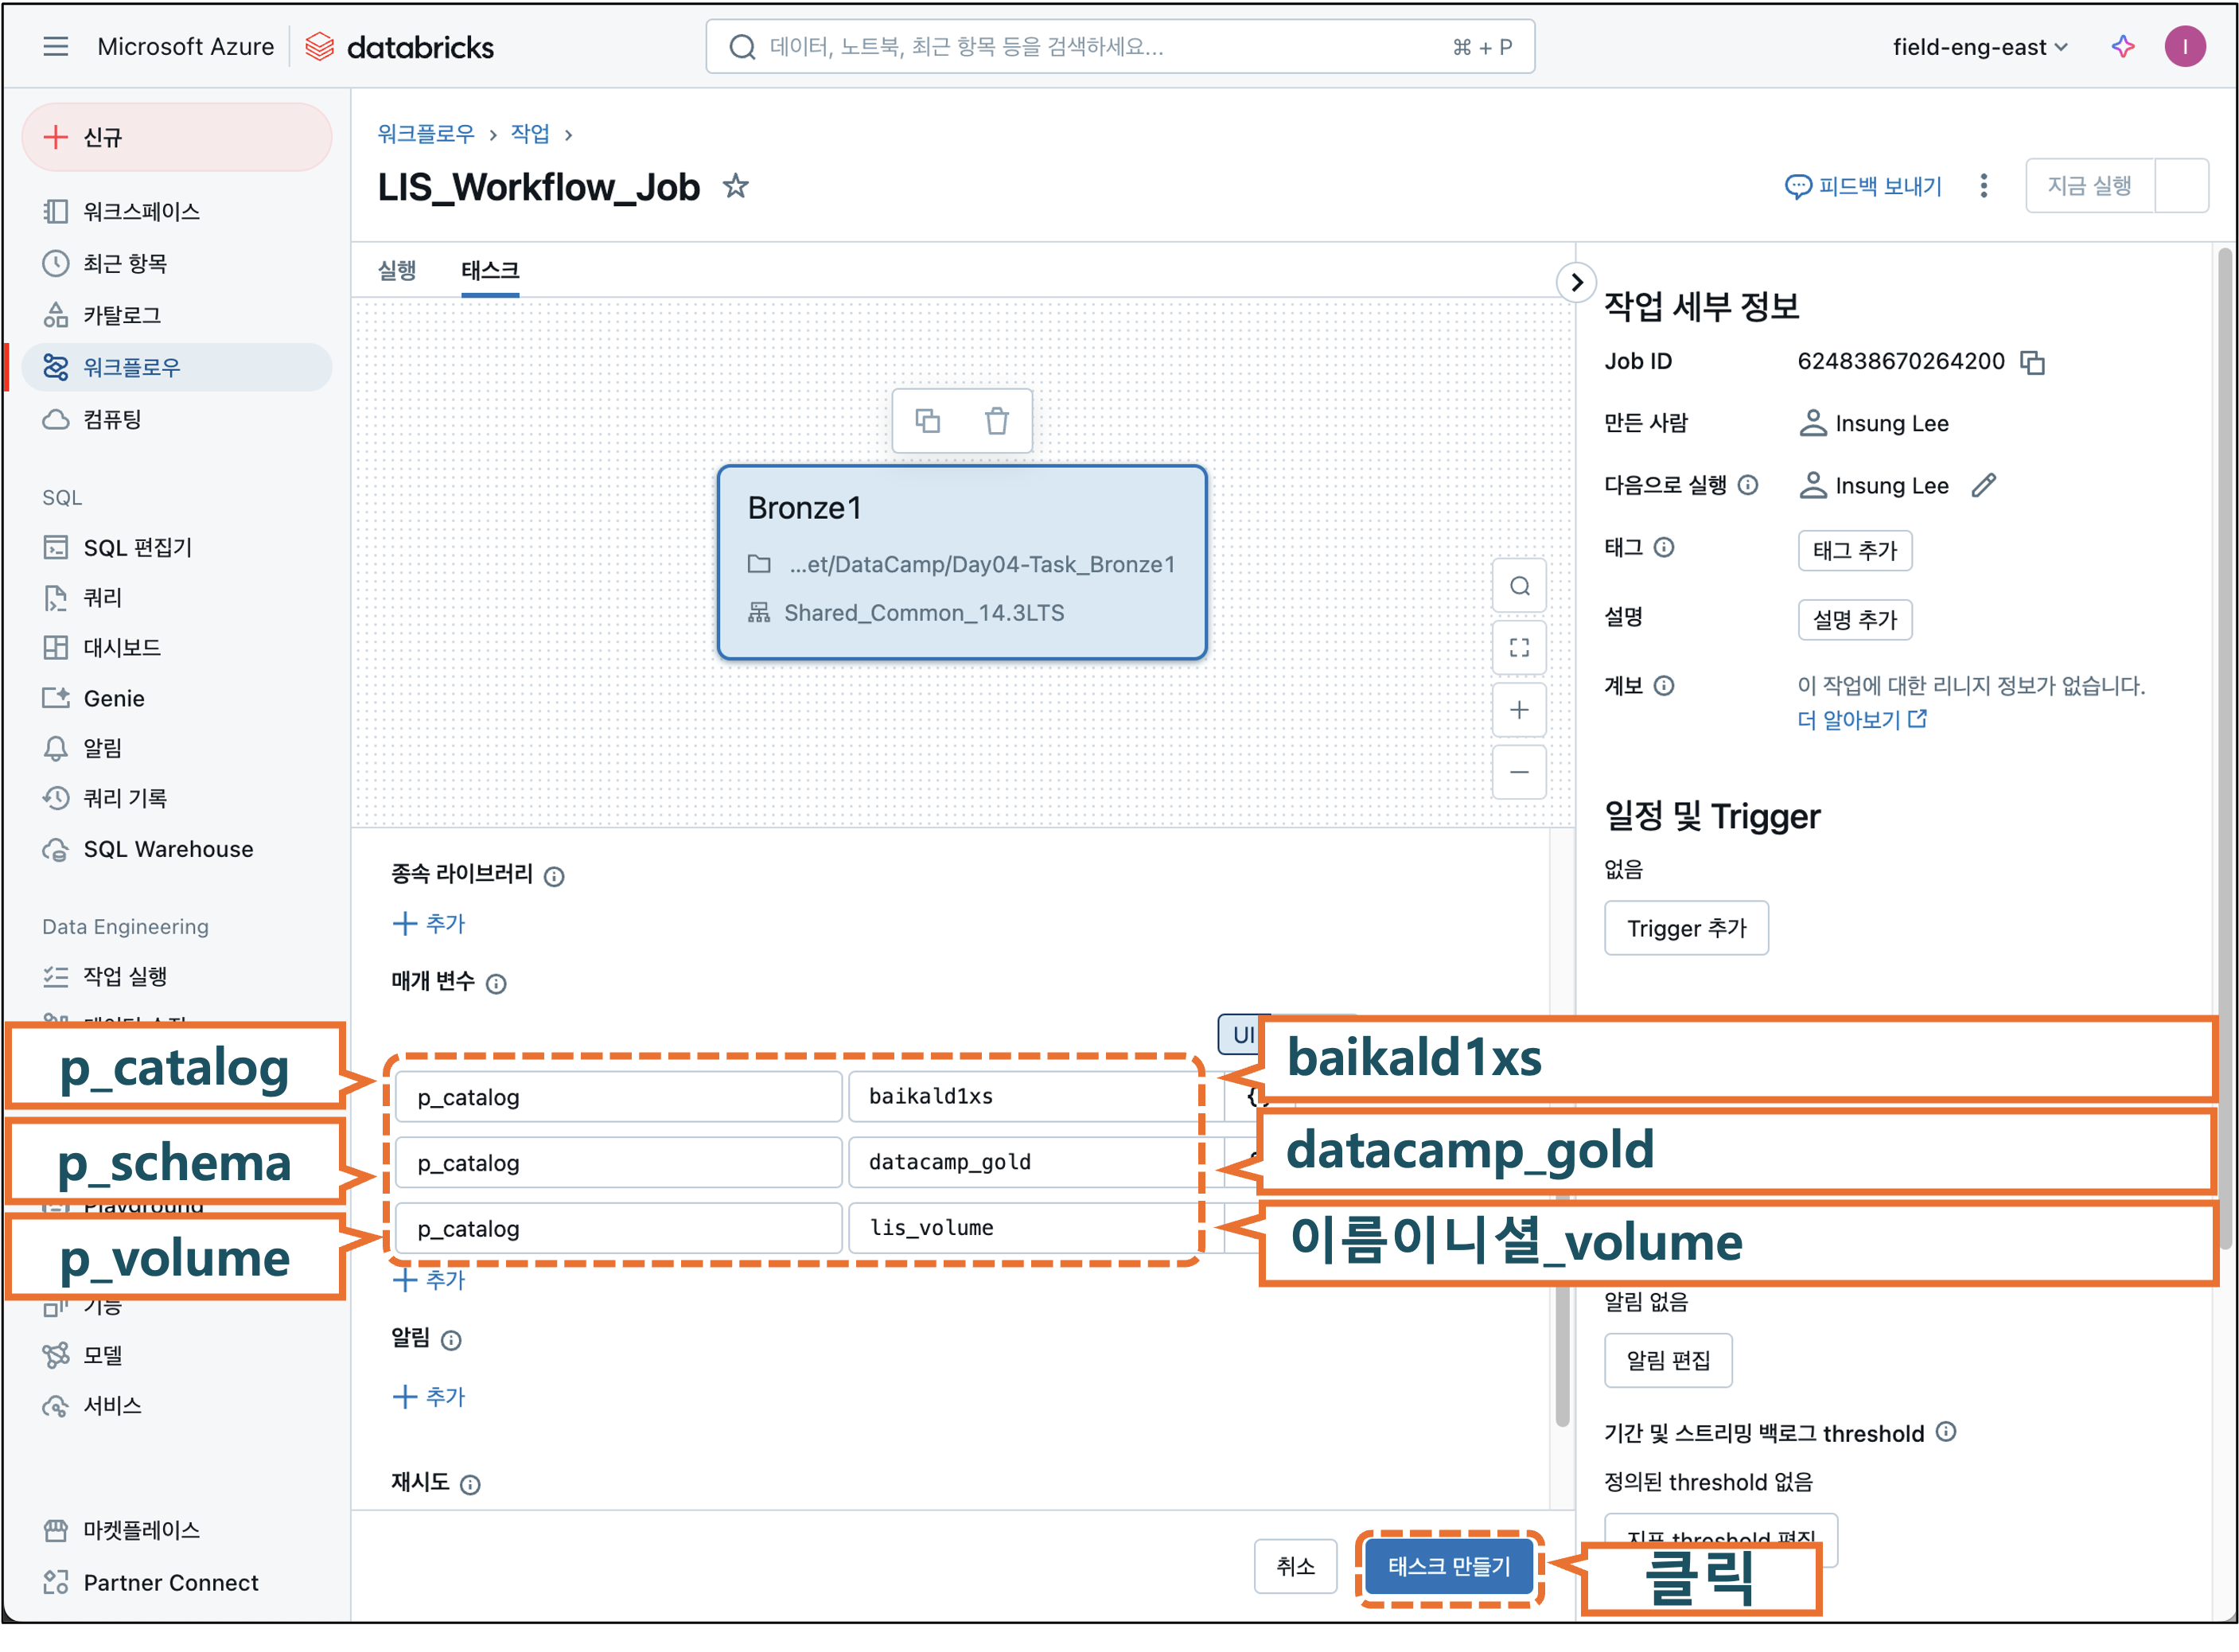 Microsoft Azure
databricks
데이터, 노트북, 최근 항목 등을 검색하세요...
⌘ + P
field-eng-east
I
신규
워크스페이스
최근 항목
카탈로그
워크플로우
컴퓨팅
SQL
SQL 편집기
쿼리
대시보드
Genie
알림
쿼리 기록
SQL Warehouse
Data Engineering
작업 실행
p_catalog
p_schema
Playground
p_volume
기능
모델
서비스
마켓플레이스
Partner Connect
워크플로우 › 작업 ›
LIS_Workflow_Job
피드백 보내기
지금 실행
실행
태스크
Bronze1
...et/DataCamp/Day04-Task_Bronze1
Shared_Common_14.3LTS
종속 라이브러리
+ 추가
매개 변수
UI
p_catalog
baikald1xs
p_catalog
datacamp_gold
p_catalog
lis_volume
+ 추가
알림
+ 추가
재시도
취소
태스크 만들기
클릭
baikald1xs
datacamp_gold
이름이니셜_volume
작업 세부 정보
Job ID
624838670264200
만든 사람
Insung Lee
다음으로 실행
Insung Lee
태그
태그 추가
설명
설명 추가
계보
이 작업에 대한 리니지 정보가 없습니다.
더 알아보기
일정 및 Trigger
없음
Trigger 추가
알림 없음
알림 편집
기간 및 스트리밍 백로그 threshold
정의된 threshold 없음
지표 threshold 편집